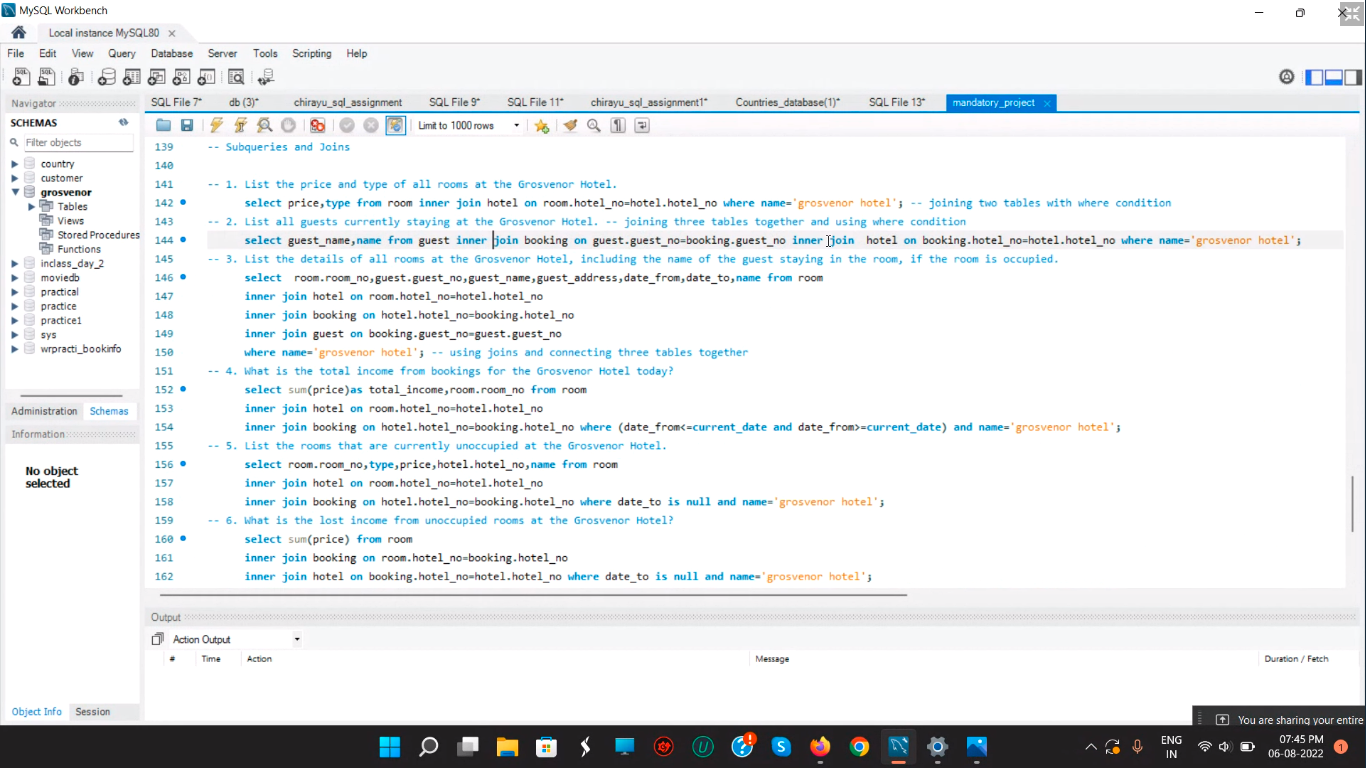 MySQL Workbench
Local instance MySQL80
File Edit View Query Database Server Tools Scripting Help
Navigator
SQL File 7* db (3)* chirayu_sql_assignment SQL File 9* SQL File 11* chirayu_sql_assignment1* Countries_database(1)* SQL File 13* mandatory_project
SCHEMAS
Limit to 1000 rows
Filter objects
country
customer
grosvenor
Tables
Views
Stored Procedures
Functions
inclass_day_2
moviedb
practical
practice
practice1
sys
wrpracti_bookinfo
Administration Schemas
Information
No object
selected
Object Info Session
139 -- Subqueries and Joins
140
141 -- 1. List the price and type of all rooms at the Grosvenor Hotel.
142 select price,type from room inner join hotel on room.hotel_no=hotel.hotel_no where name='grosvenor hotel'; -- joining two tables with where condition
143 -- 2. List all guests currently staying at the Grosvenor Hotel. -- joining three tables together and using where condition
144 select guest_name,name from guest inner join booking on guest.guest_no=booking.guest_no inner join hotel on booking.hotel_no=hotel.hotel_no where name='grosvenor hotel';
145 -- 3. List the details of all rooms at the Grosvenor Hotel, including the name of the guest staying in the room, if the room is occupied.
146 select room.room_no,guest.guest_no,guest_name,guest_address,date_from,date_to,name from room
147 inner join hotel on room.hotel_no=hotel.hotel_no
148 inner join booking on hotel.hotel_no=booking.hotel_no
149 inner join guest on booking.guest_no=guest.guest_no
150 where name='grosvenor hotel'; -- using joins and connecting three tables together
151 -- 4. What is the total income from bookings for the Grosvenor Hotel today?
152 select sum(price)as total_income,room.room_no from room
153 inner join hotel on room.hotel_no=hotel.hotel_no
154 inner join booking on hotel.hotel_no=booking.hotel_no where (date_from<=current_date and date_from>=current_date) and name='grosvenor hotel';
155 -- 5. List the rooms that are currently unoccupied at the Grosvenor Hotel.
156 select room.room_no,type,price,hotel.hotel_no,name from room
157 inner join hotel on room.hotel_no=hotel.hotel_no
158 inner join booking on hotel.hotel_no=booking.hotel_no where date_to is null and name='grosvenor hotel';
159 -- 6. What is the lost income from unoccupied rooms at the Grosvenor Hotel?
160 select sum(price) from room
161 inner join booking on room.hotel_no=booking.hotel_no
162 inner join hotel on booking.hotel_no=hotel.hotel_no where date_to is null and name='grosvenor hotel';
Output
Action Output
# Time Action Message Duration / Fetch
You are sharing your entire
ENG
IN
07:45 PM
06-08-2022
1